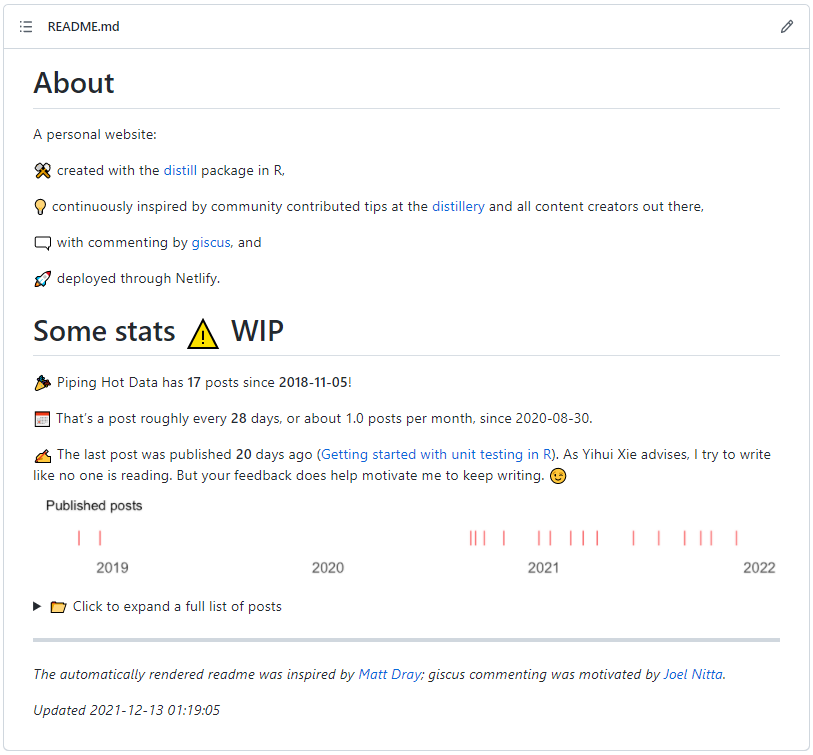 README.md
About
A personal website:
created with the distill package in R,
continuously inspired by community contributed tips at the distillery and all content creators out there,
with commenting by giscus, and
deployed through Netlify.
Some stats ⚠ WIP
Piping Hot Data has 17 posts since 2018-11-05!
That's a post roughly every 28 days, or about 1.0 posts per month, since 2020-08-30.
The last post was published 20 days ago (Getting started with unit testing in R). As Yihui Xie advises, I try to write
like no one is reading. But your feedback does help motivate me to keep writing. 😉
Published posts
2019 2020 2021 2022
Click to expand a full list of posts
The automatically rendered readme was inspired by Matt Dray; giscus commenting was motivated by Joel Nitta.
Updated 2021-12-13 01:19:05